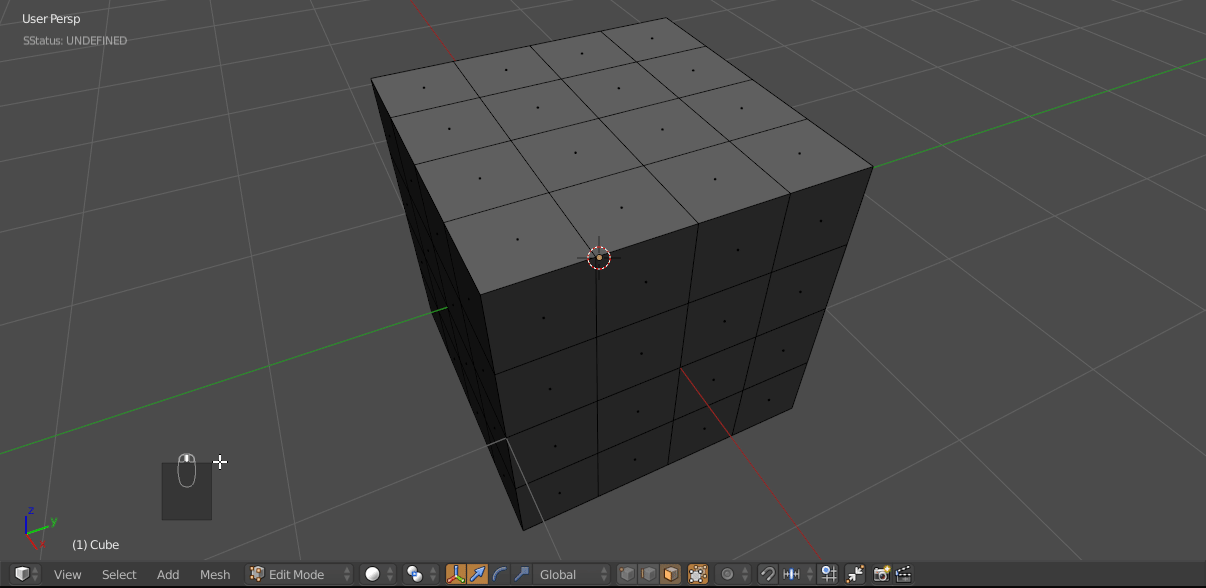 User Persp
SStatus: UNDEFINED
z
y
(1) Cube
View Select Add Mesh Edit Mode Global